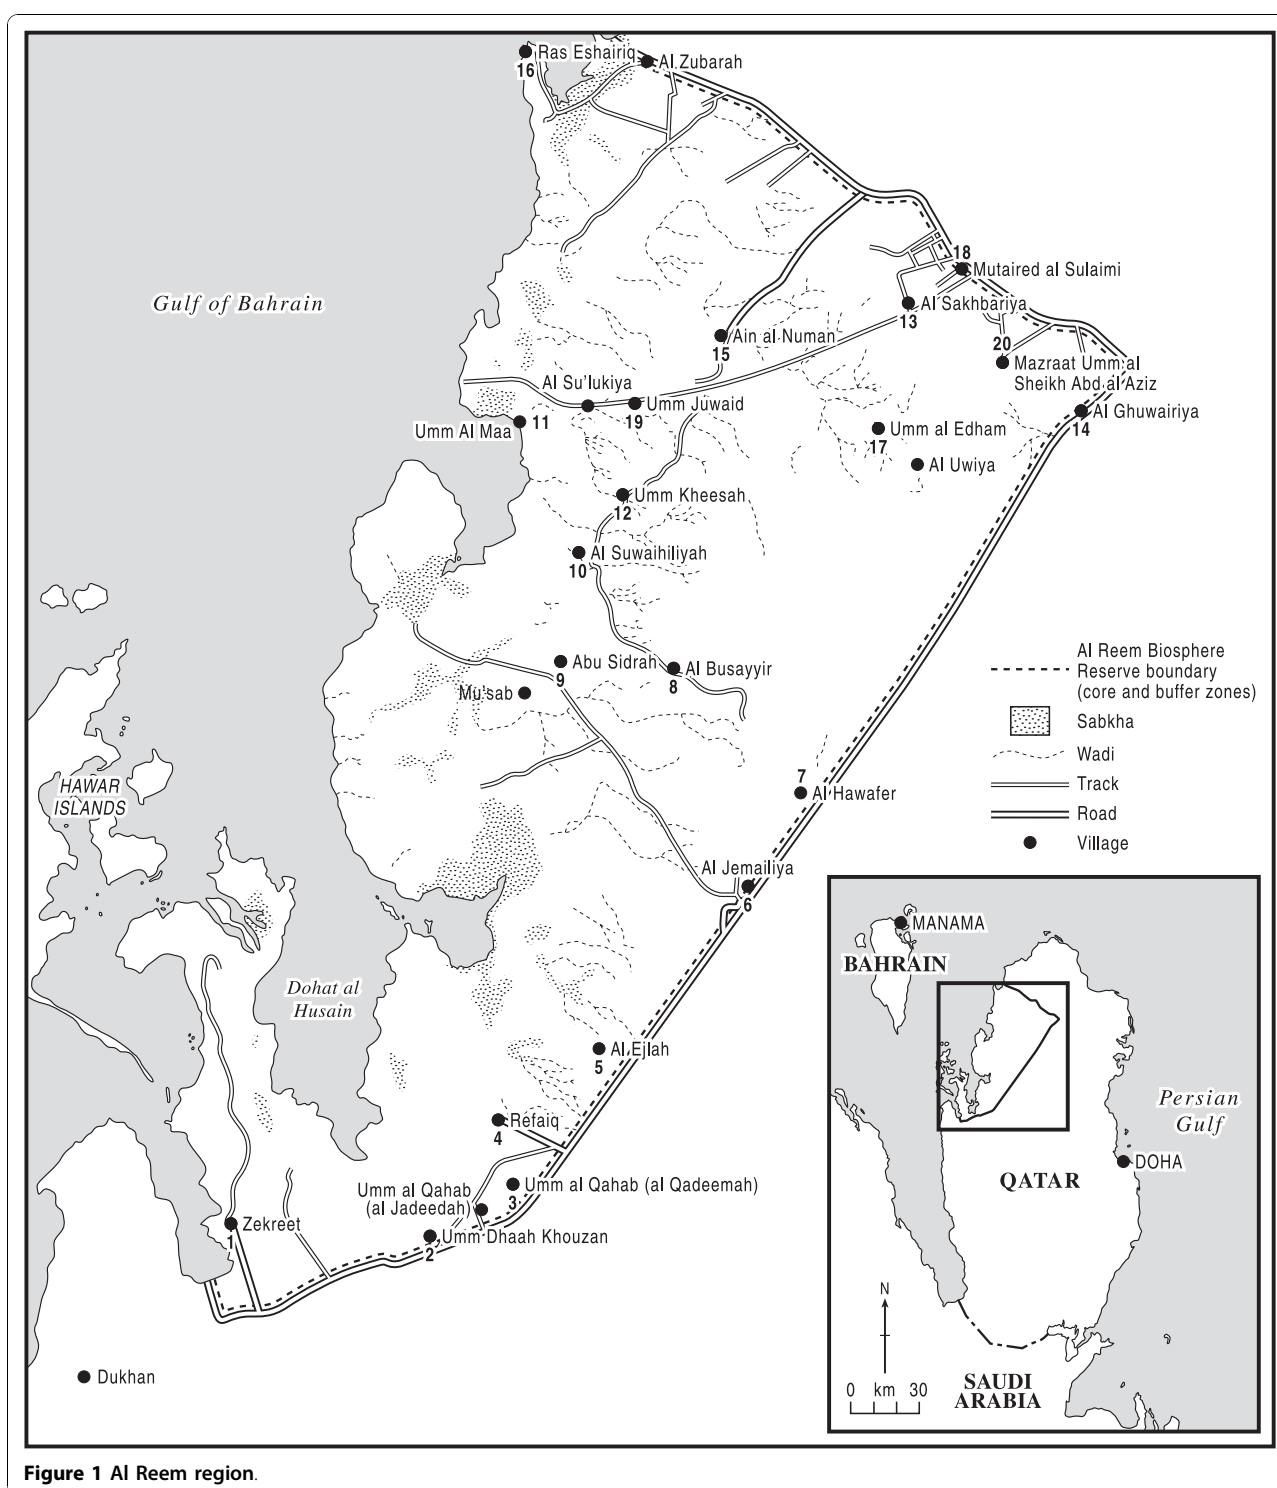 Ras Eshairiq
16
Al Zubarah
18
Mutaired al Sulaimi
Gulf of Bahrain
Al Sakhbariya
13
Ain al Numan
15
20
Mazraat Umm al
Sheikh Abd al Aziz
Al Su'lukiya
Umm Juwaid
19
Al Ghuwairiya
14
Umm Al Maa
11
Umm al Edham
17
Al Uwiya
Umm Kheesah
12
Al Suwaihiliyah
10
Abu Sidrah
9
Al Busayyir
8
Mu'sab
Al Reem Biosphere
Reserve boundary
(core and buffer zones)
Sabkha
Wadi
Track
Road
Village
HAWAR
ISLANDS
7
Al Hawafer
Al Jemailiya
6
Dohat al
Husain
Al Ejlah
5
Refaiq
4
Umm al Qahab (al Qadeemah)
3
Umm al Qahab
(al Jadeedah)
Zekreet
1
Umm Dhaah Khouzan
2
Dukhan
MANAMA
BAHRAIN
Persian
Gulf
DOHA
QATAR
N
0 km 30
SAUDI
ARABIA
Figure 1 Al Reem region.